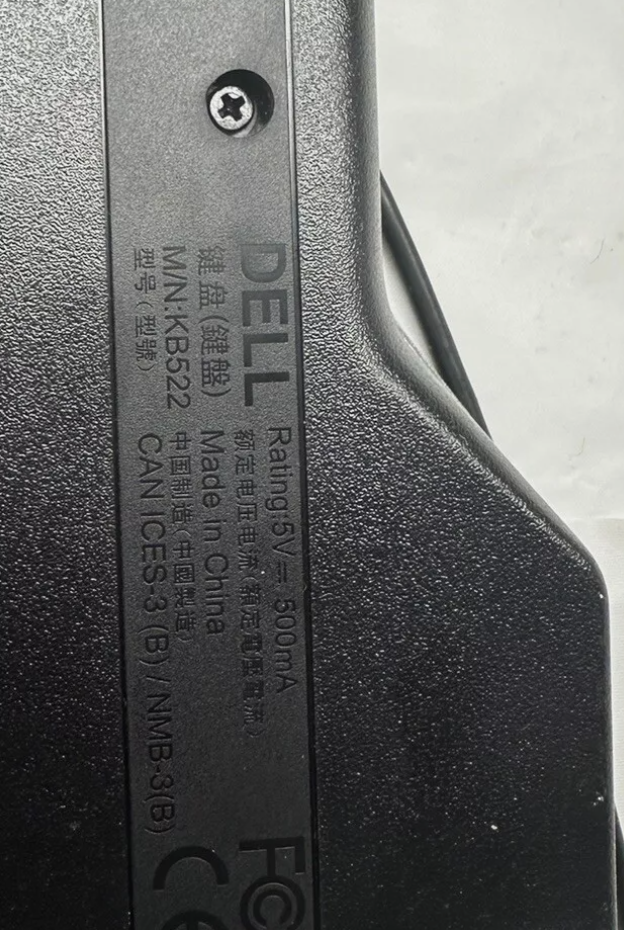 DELL
键盘(鍵盤)
M/N:KB522
型号(型號)
Rating:5V⎓ 500mA
额定电压电流(額定電壓電流)
Made in China
中国制造(中國製造)
CAN ICES-3 (B) / NMB-3(B)
FC
CE